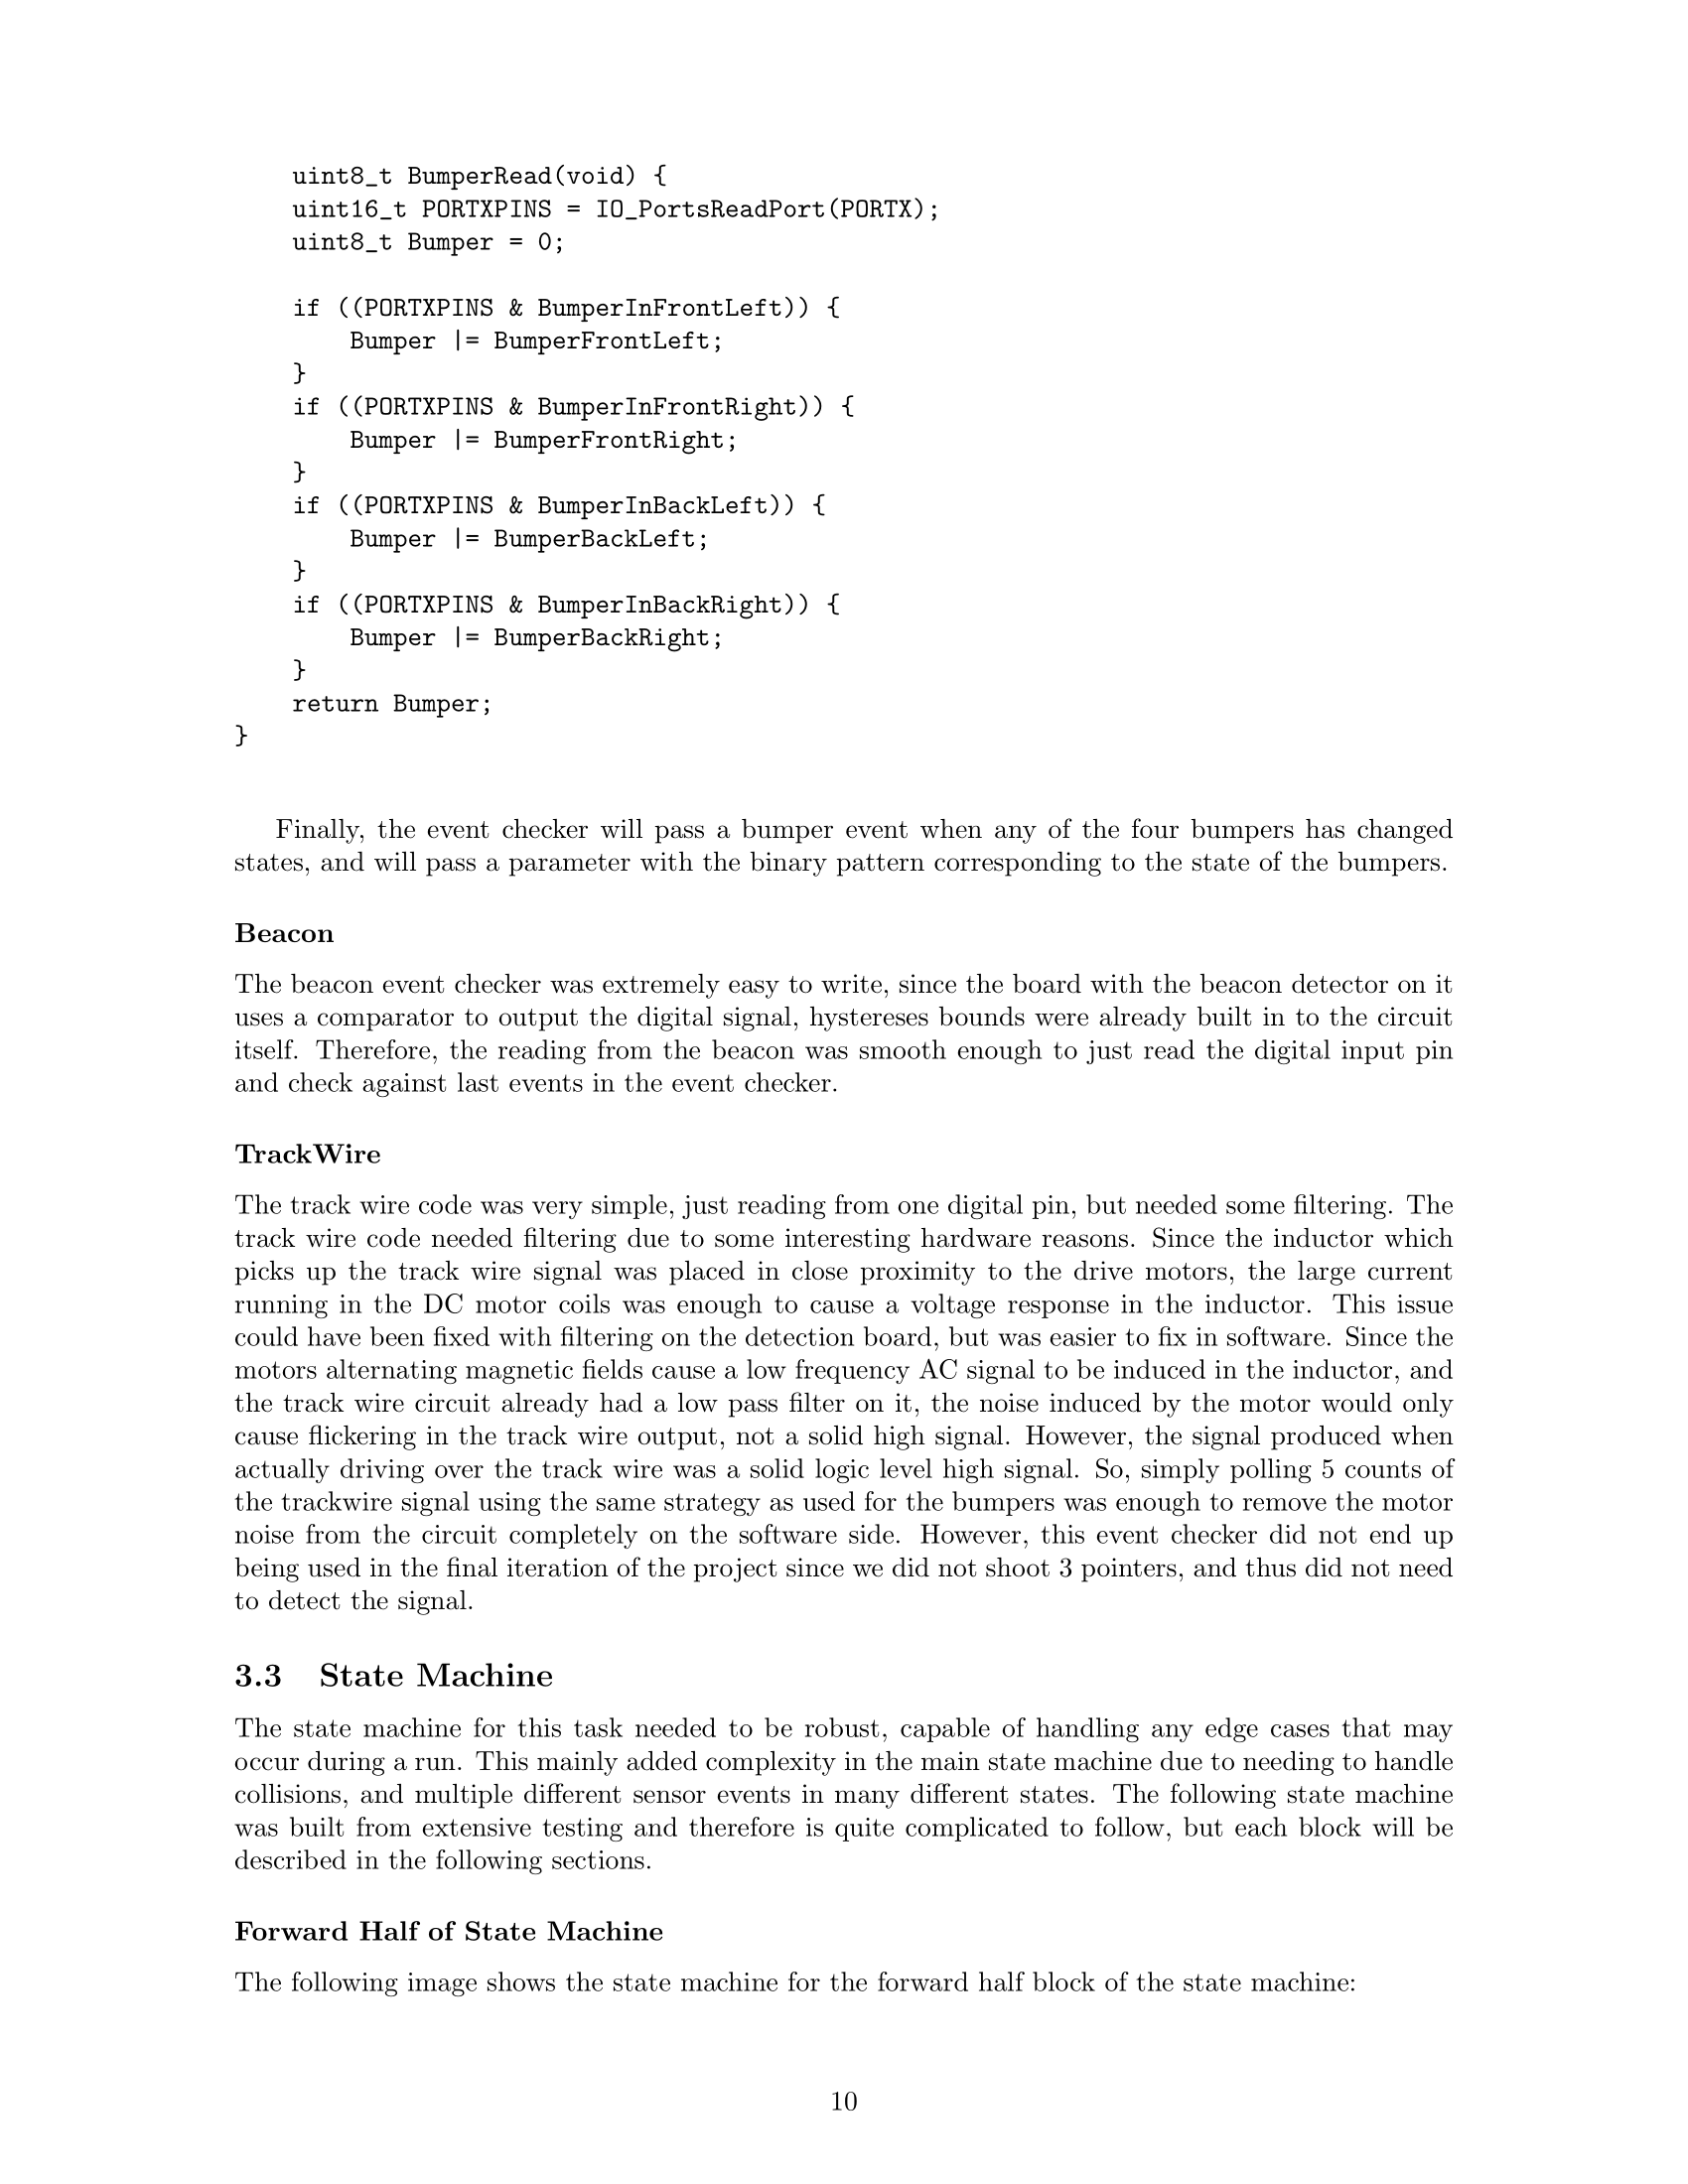 uint8_t BumperRead(void) {
uint16_t PORTXPINS = IO_PortsReadPort(PORTX);
uint8_t Bumper = 0;
if ((PORTXPINS & BumperInFrontLeft)) {
Bumper |= BumperFrontLeft;
}
if ((PORTXPINS & BumperInFrontRight)) {
Bumper |= BumperFrontRight;
}
if ((PORTXPINS & BumperInBackLeft)) {
Bumper |= BumperBackLeft;
}
if ((PORTXPINS & BumperInBackRight)) {
Bumper |= BumperBackRight;
}
return Bumper;
}
Finally, the event checker will pass a bumper event when any of the four bumpers has changed
states, and will pass a parameter with the binary pattern corresponding to the state of the bumpers.
Beacon
The beacon event checker was extremely easy to write, since the board with the beacon detector on it
uses a comparator to output the digital signal, hystereses bounds were already built in to the circuit
itself. Therefore, the reading from the beacon was smooth enough to just read the digital input pin
and check against last events in the event checker.
TrackWire
The track wire code was very simple, just reading from one digital pin, but needed some filtering. The
track wire code needed filtering due to some interesting hardware reasons. Since the inductor which
picks up the track wire signal was placed in close proximity to the drive motors, the large current
running in the DC motor coils was enough to cause a voltage response in the inductor. This issue
could have been fixed with filtering on the detection board, but was easier to fix in software. Since the
motors alternating magnetic fields cause a low frequency AC signal to be induced in the inductor, and
the track wire circuit already had a low pass filter on it, the noise induced by the motor would only
cause flickering in the track wire output, not a solid high signal. However, the signal produced when
actually driving over the track wire was a solid logic level high signal. So, simply polling 5 counts of
the trackwire signal using the same strategy as used for the bumpers was enough to remove the motor
noise from the circuit completely on the software side. However, this event checker did not end up
being used in the final iteration of the project since we did not shoot 3 pointers, and thus did not need
to detect the signal.
3.3 State Machine
The state machine for this task needed to be robust, capable of handling any edge cases that may
occur during a run. This mainly added complexity in the main state machine due to needing to handle
collisions, and multiple different sensor events in many different states. The following state machine
was built from extensive testing and therefore is quite complicated to follow, but each block will be
described in the following sections.
Forward Half of State Machine
The following image shows the state machine for the forward half block of the state machine:
10